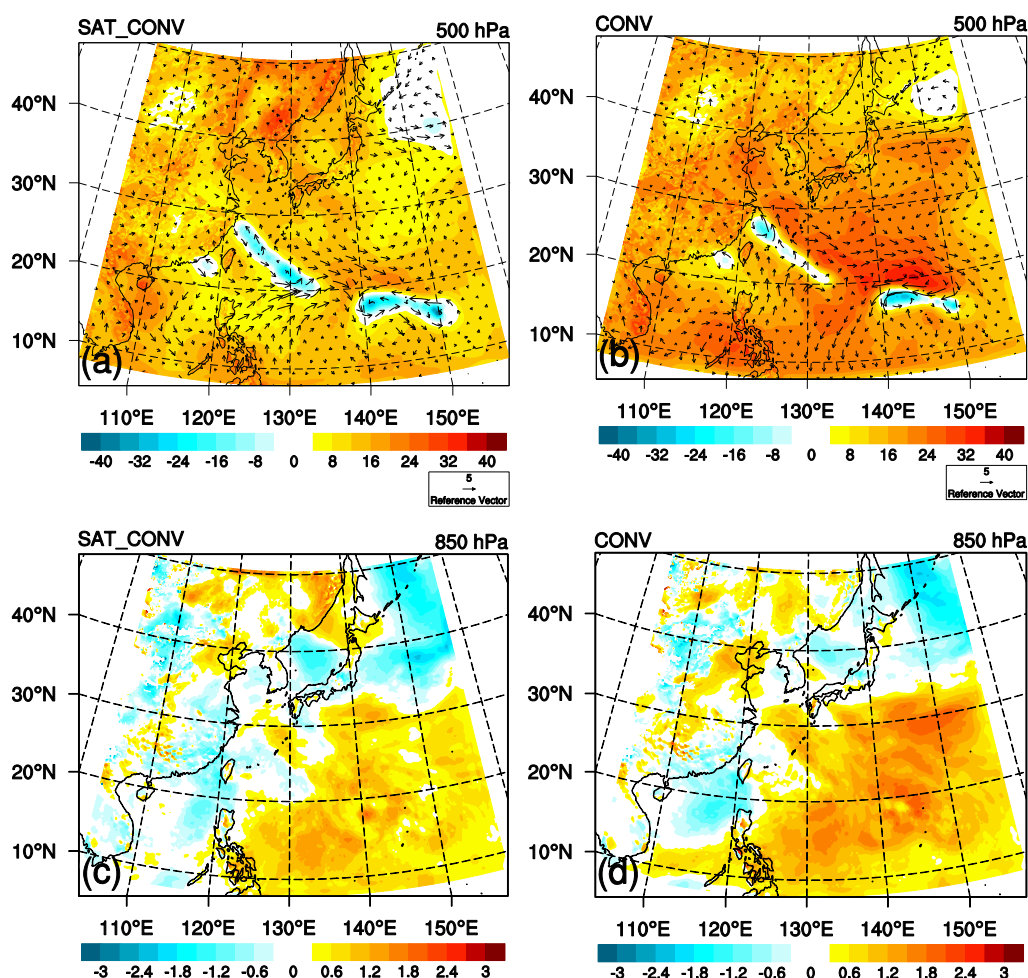 SAT_CONV 500 hPa
40°N
30°N
20°N
10°N
(a)
110°E 120°E 130°E 140°E 150°E
-40 -32 -24 -16 -8 0 8 16 24 32 40
5
Reference Vector
CONV 500 hPa
40°N
30°N
20°N
10°N
(b)
110°E 120°E 130°E 140°E 150°E
-40 -32 -24 -16 -8 0 8 16 24 32 40
5
Reference Vector
SAT_CONV 850 hPa
40°N
30°N
20°N
10°N
(c)
110°E 120°E 130°E 140°E 150°E
-3 -2.4 -1.8 -1.2 -0.6 0 0.6 1.2 1.8 2.4 3
CONV 850 hPa
40°N
30°N
20°N
10°N
(d)
110°E 120°E 130°E 140°E 150°E
-3 -2.4 -1.8 -1.2 -0.6 0 0.6 1.2 1.8 2.4 3